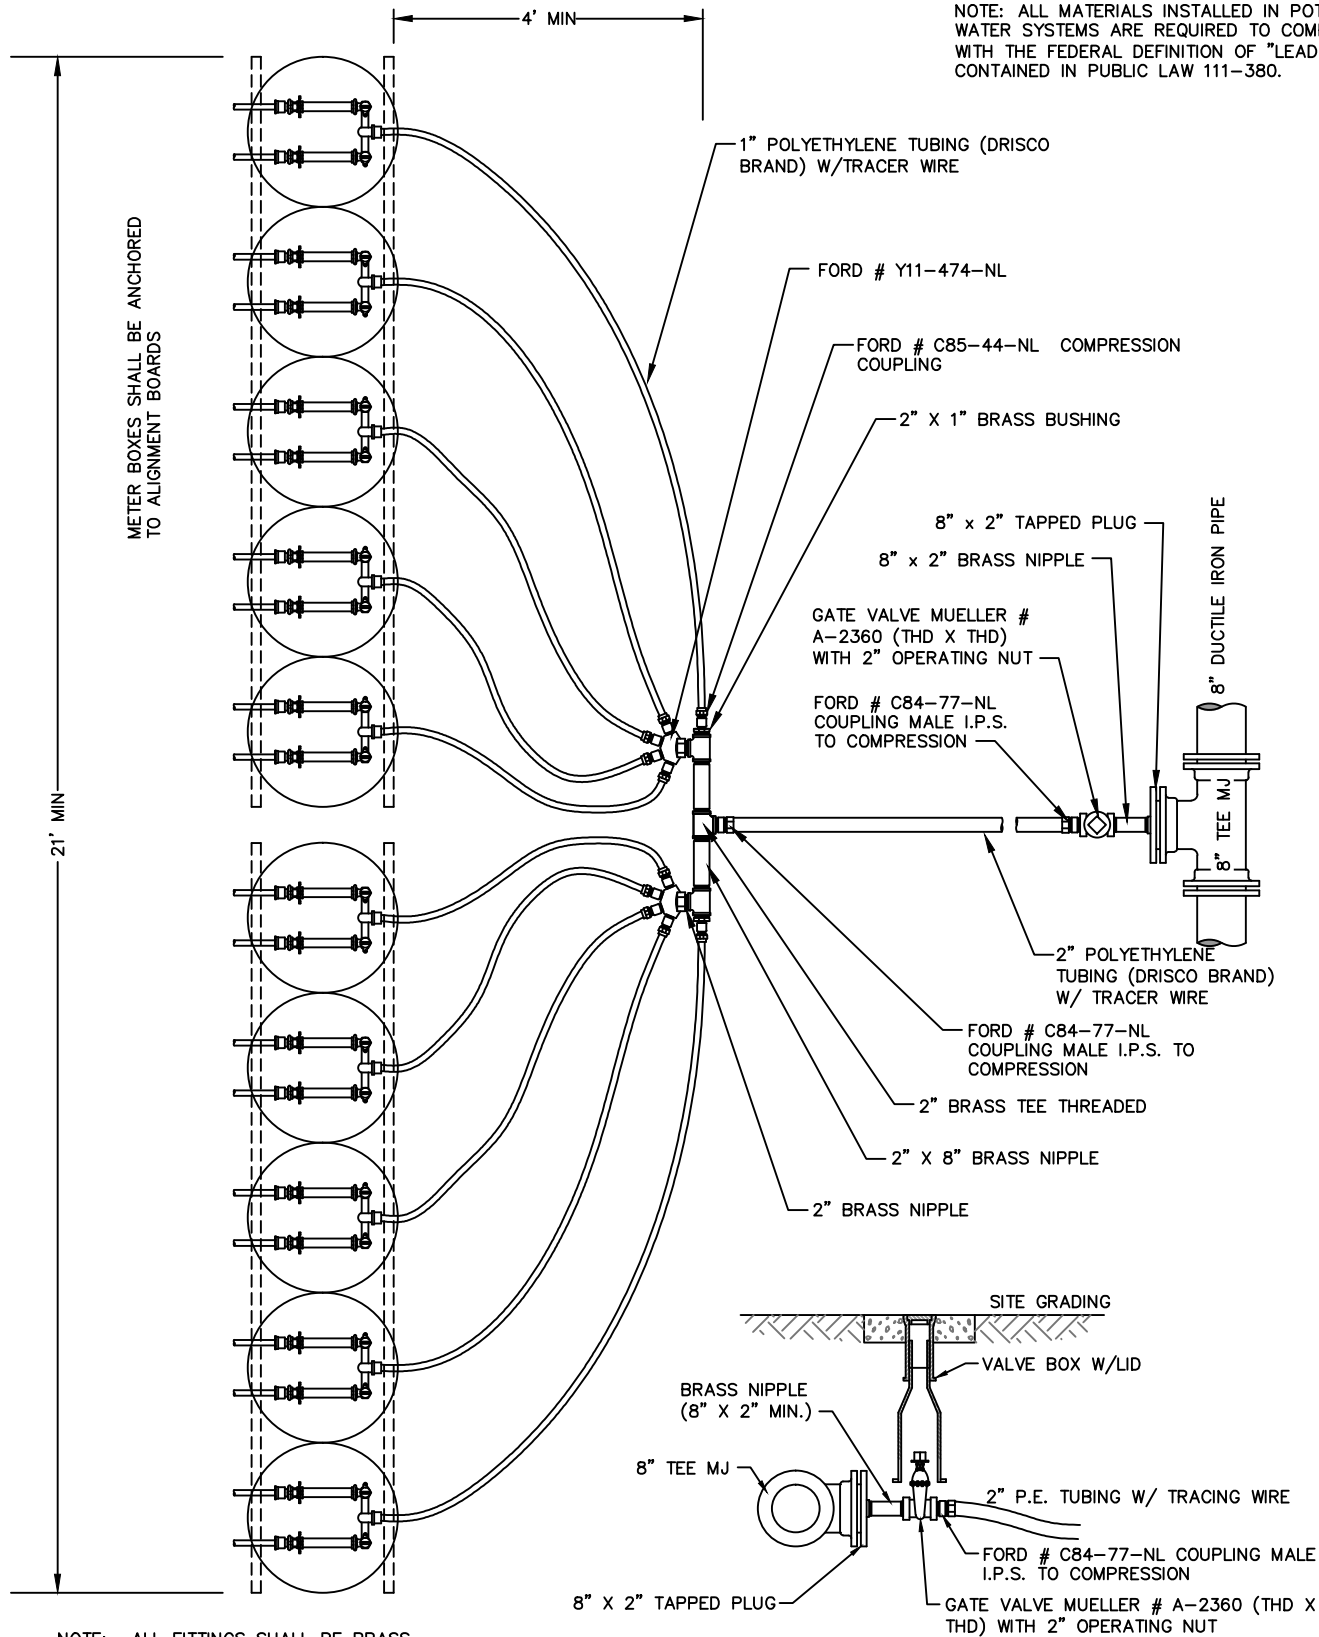 4' MIN
NOTE: ALL MATERIALS INSTALLED IN
WATER SYSTEMS ARE REQUIRED TO
WITH THE FEDERAL DEFINITION OF "LEAD
CONTAINED IN PUBLIC LAW 111-380.
1" POLYETHYLENE TUBING (DRISCO
BRAND) W/TRACER WIRE
METER BOXES SHALL BE ANCHORED
TO ALIGNMENT BOARDS
FORD # Y11-474-NL
FORD # C85-44-NL COMPRESSION
COUPLING
2" X 1" BRASS BUSHING
8" x 2" TAPPED PLUG
8" x 2" BRASS NIPPLE
8" DUCTILE IRON PIPE
GATE VALVE MUELLER #
A-2360 (THD X THD)
WITH 2" OPERATING NUT
FORD # C84-77-NL
COUPLING MALE I.P.S.
TO COMPRESSION
8" TEE MJ
21' MIN
2" POLYETHYLENE
TUBING (DRISCO BRAND)
W/ TRACER WIRE
FORD # C84-77-NL
COUPLING MALE I.P.S. TO
COMPRESSION
2" BRASS TEE THREADED
2" X 8" BRASS NIPPLE
2" BRASS NIPPLE
SITE GRADING
VALVE BOX W/LID
BRASS NIPPLE
(8" X 2" MIN.)
8" TEE MJ
2" P.E. TUBING W/ TRACING WIRE
FORD # C84-77-NL COUPLING MALE
I.P.S. TO COMPRESSION
8" X 2" TAPPED PLUG
GATE VALVE MUELLER # A-2360 (THD X
THD) WITH 2" OPERATING NUT
NOTE: ALL FITTINGS SHALL BE BRASS